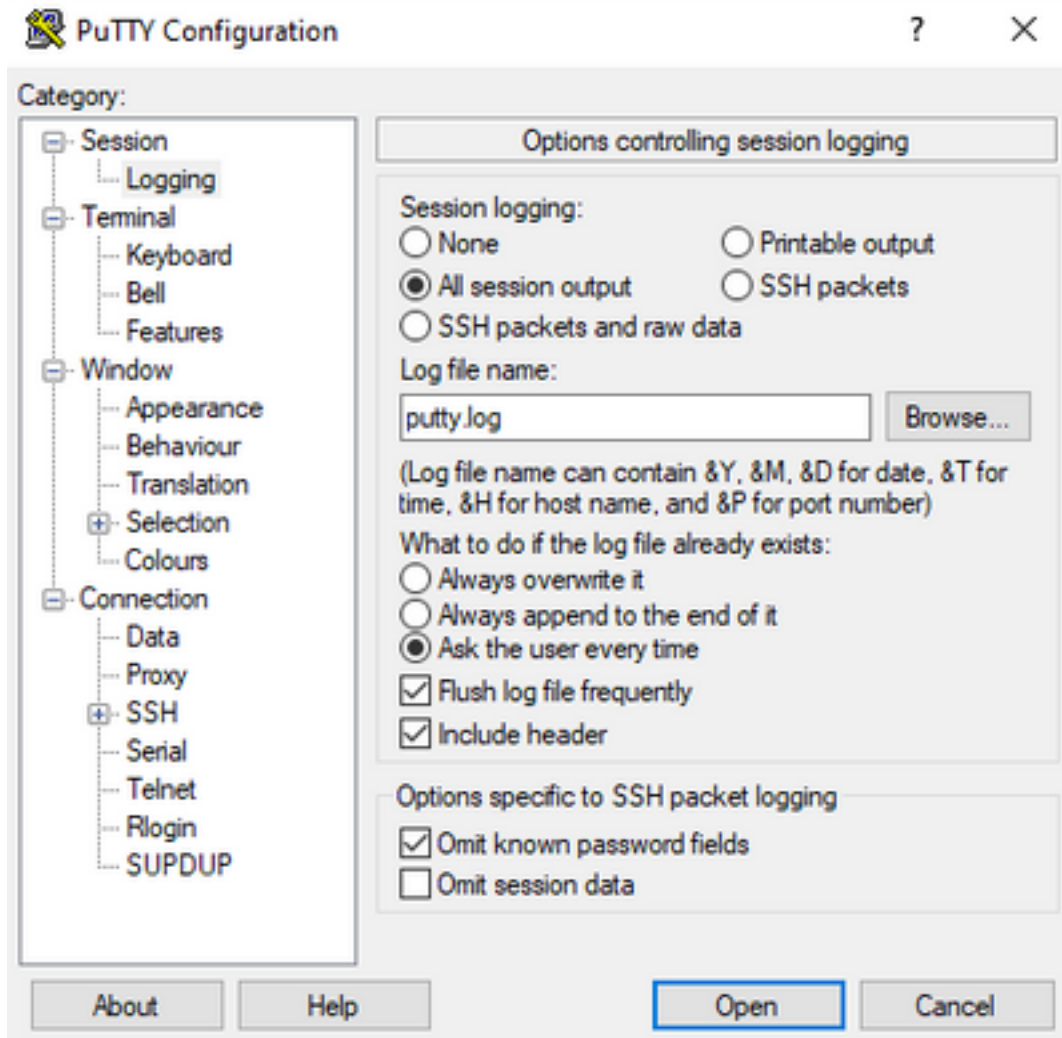 PuTTY Configuration
?
Category:
Session
Logging
Terminal
Keyboard
Bell
Features
Window
Appearance
Behaviour
Translation
Selection
Colours
Connection
Data
Proxy
SSH
Serial
Telnet
Rlogin
SUPDUP
Options controlling session logging
Session logging:
None
Printable output
All session output
SSH packets
SSH packets and raw data
Log file name:
putty.log
Browse...
(Log file name can contain &Y, &M, &D for date, &T for
time, &H for host name, and &P for port number)
What to do if the log file already exists:
Always overwrite it
Always append to the end of it
Ask the user every time
Flush log file frequently
Include header
Options specific to SSH packet logging
Omit known password fields
Omit session data
About
Help
Open
Cancel